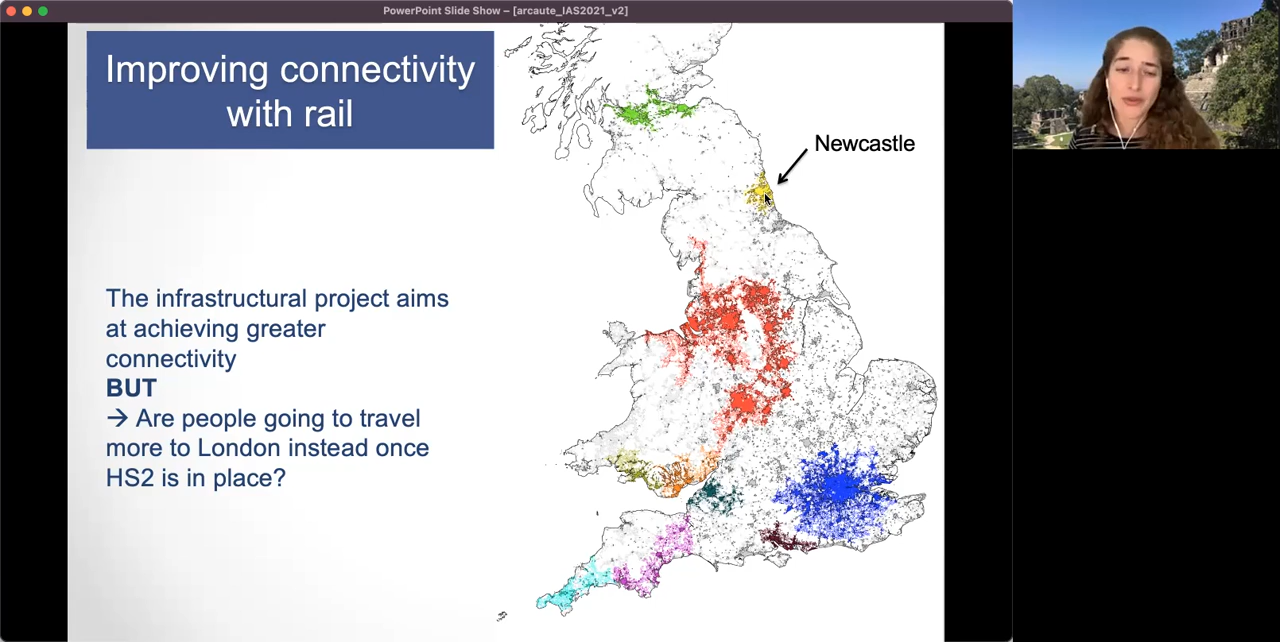 PowerPoint Slide Show – [arcaute_IAS2021_v2]
Improving connectivity
with rail
Newcastle
The infrastructural project aims
at achieving greater
connectivity
BUT
→ Are people going to travel
more to London instead once
HS2 is in place?